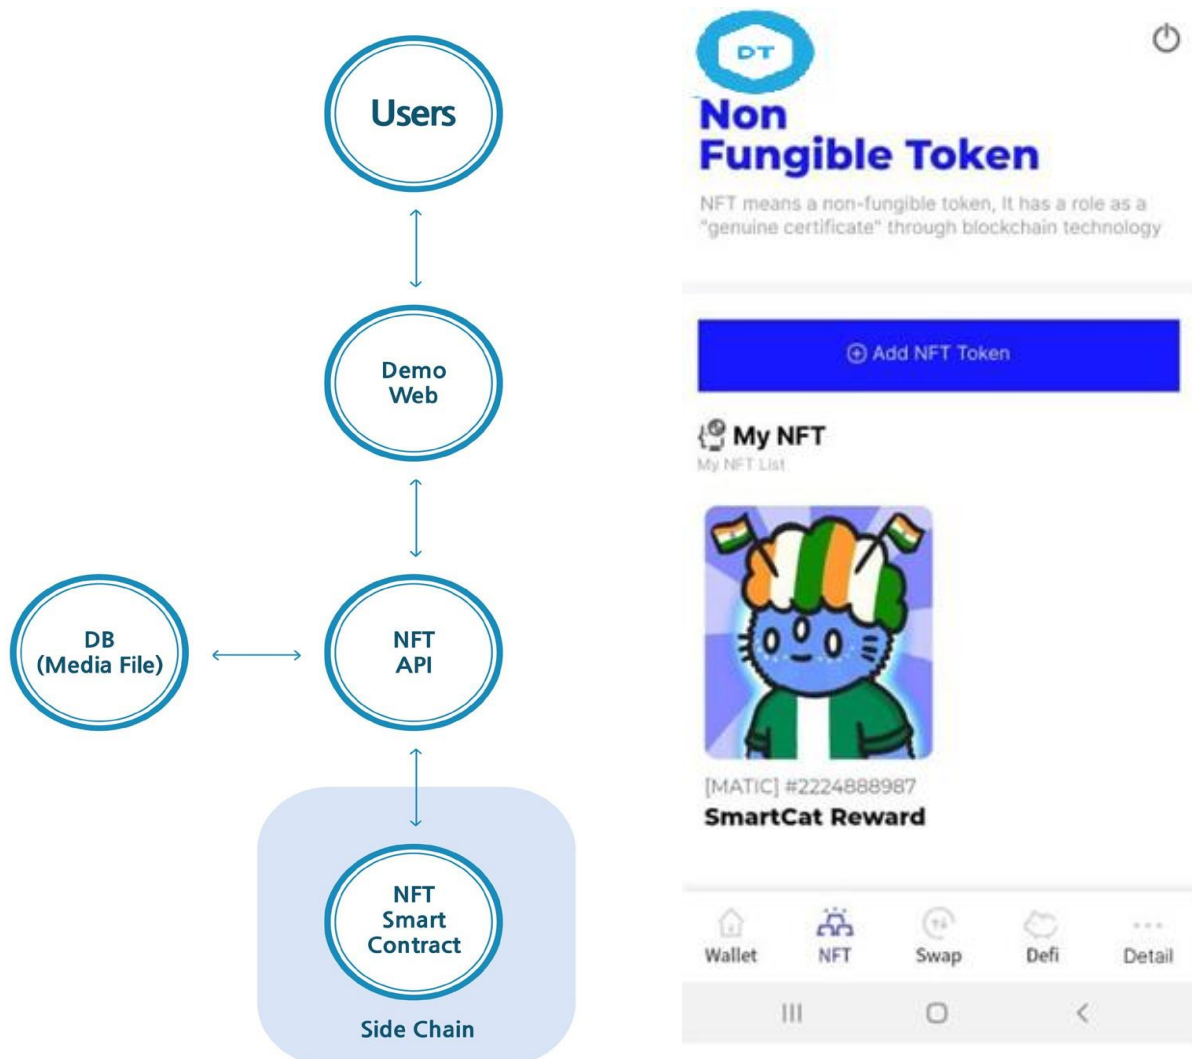 Users
Demo
Web
DB
(Media File)
NFT
API
NFT
Smart
Contract
Side Chain
DT
Non
Fungible Token
NFT means a non-fungible token, It has a role as a
"genuine certificate" through blockchain technology
Add NFT Token
My NFT
My NFT List
[MATIC] #2224888987
SmartCat Reward
Wallet
NFT
Swap
Defi
Detail